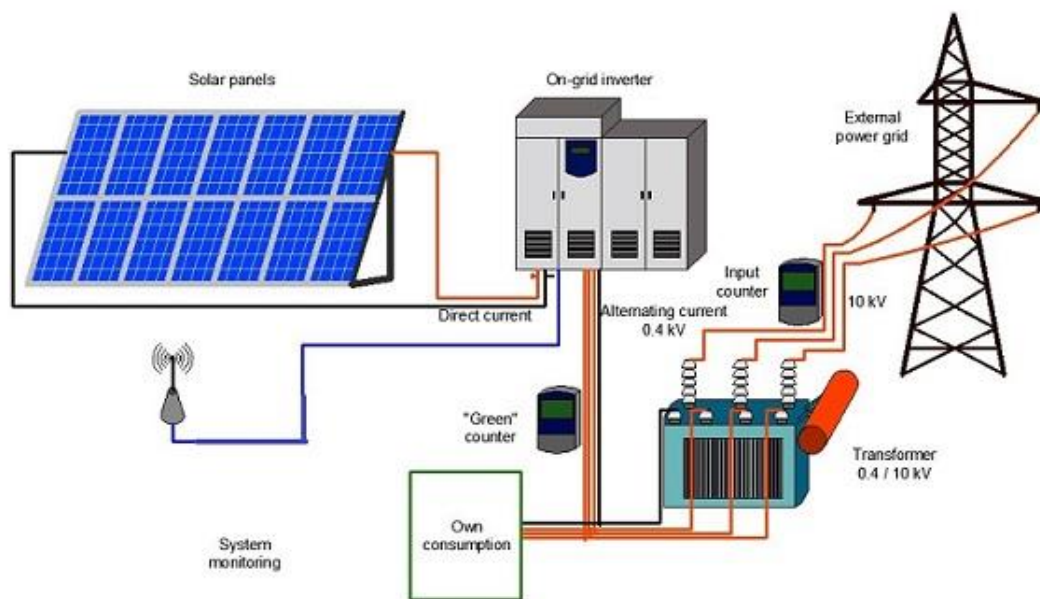 Solar panels
On-grid inverter
External
power grid
Input
counter
10 kV
Direct current
Alternating current
0.4 kV
"Green"
counter
Transformer
0.4 / 10 kV
Own
consumption
System
monitoring